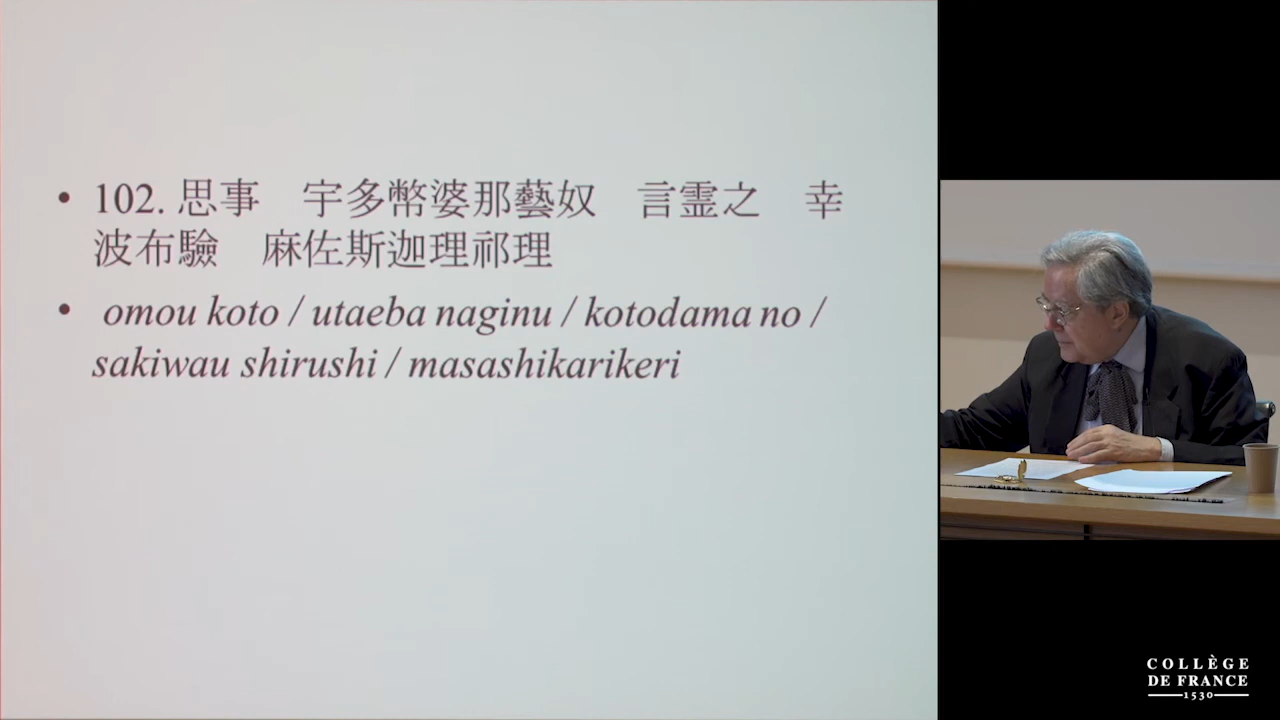 • 102. 思事　宇多幣婆那藝奴　言霊之　幸
波布驗　麻佐斯迦理祁理
• omou koto / utaeba naginu / kotodama no /
sakiwau shirushi / masashikarikeri
COLLÈGE
DE FRANCE
1530